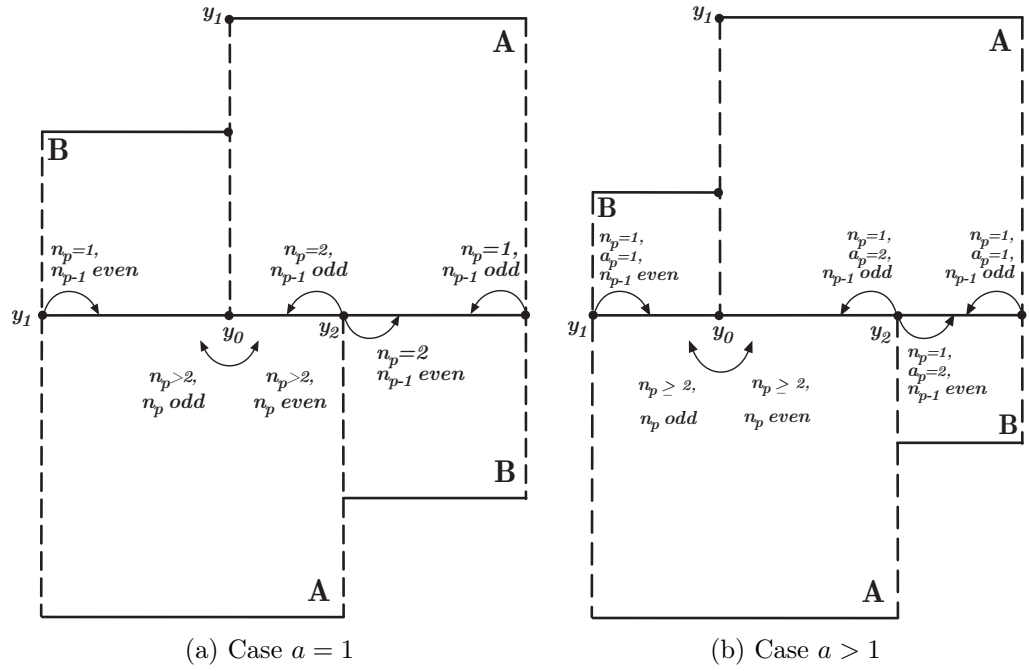 y₁
A
B
n_p=1,
n_{p-1} even
n_p=2,
n_{p-1} odd
n_p=1,
n_{p-1} odd
y₁
y₀
y₂
n_p>2,
n_p odd
n_p>2,
n_p even
n_p=2
n_{p-1} even
B
A
(a) Case a = 1
y₁
A
B
n_p=1,
a_p=1,
n_{p-1} even
n_p=1,
a_p=2,
n_{p-1} odd
n_p=1,
a_p=1,
n_{p-1} odd
y₁
y₀
y₂
n_p ≥ 2,
n_p odd
n_p ≥ 2,
n_p even
n_p=1,
a_p=2,
n_{p-1} even
B
A
(b) Case a > 1